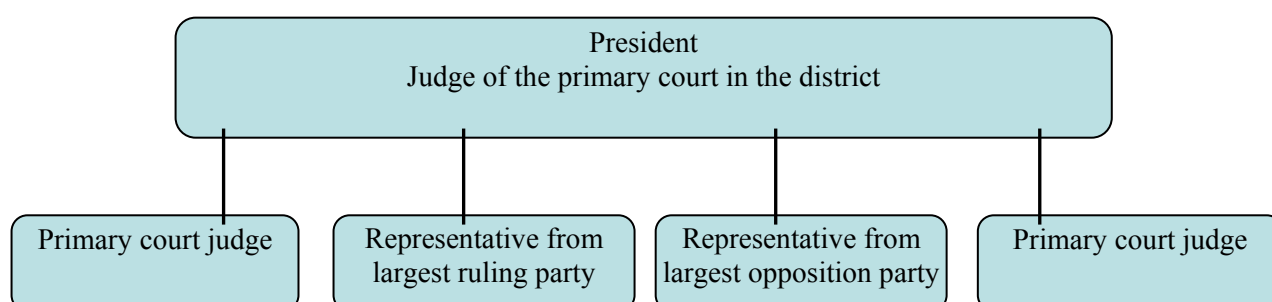 President
Judge of the primary court in the district
Primary court judge
Representative from
largest ruling party
Representative from
largest opposition party
Primary court judge